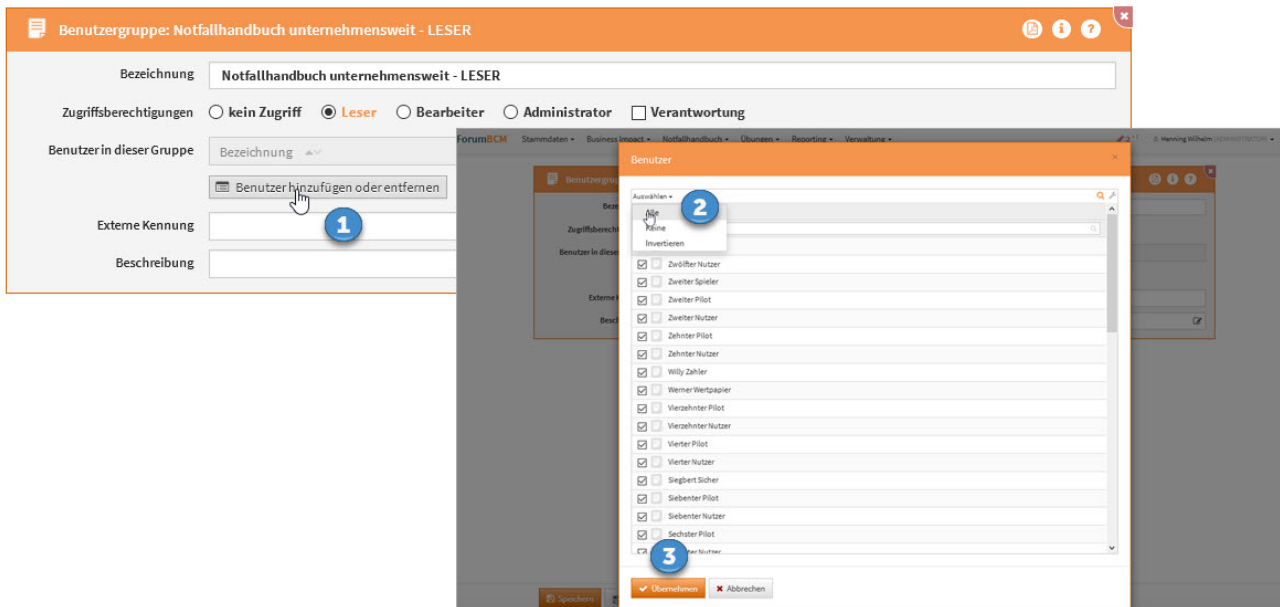 Benutzergruppe: Notfallhandbuch unternehmensweit - LESER
Bezeichnung Notfallhandbuch unternehmensweit - LESER
Zugriffsberechtigungen kein Zugriff Leser Bearbeiter Administrator Verantwortung
Benutzer in dieser Gruppe Bezeichnung
Benutzer hinzufügen oder entfernen
1
Externe Kennung
Beschreibung
ForumBCM Stammdaten Business Impact Notfallhandbuch Übungen Reporting Verwaltung Henning Wilhelm (ADMINISTRATOR)
Benutzer
Auswählen
2
Alle
Keine
Invertieren
Zwölfter Nutzer
Zweiter Spieler
Zweiter Pilot
Zweiter Nutzer
Zehnter Pilot
Zehnter Nutzer
Willy Zahler
Werner Wertpapier
Vierzehnter Pilot
Vierzehnter Nutzer
Vierter Pilot
Vierter Nutzer
Siegbert Sicher
Siebenter Pilot
Siebenter Nutzer
Sechster Pilot
Nutzer
3
Übernehmen Abbrechen
Speichern